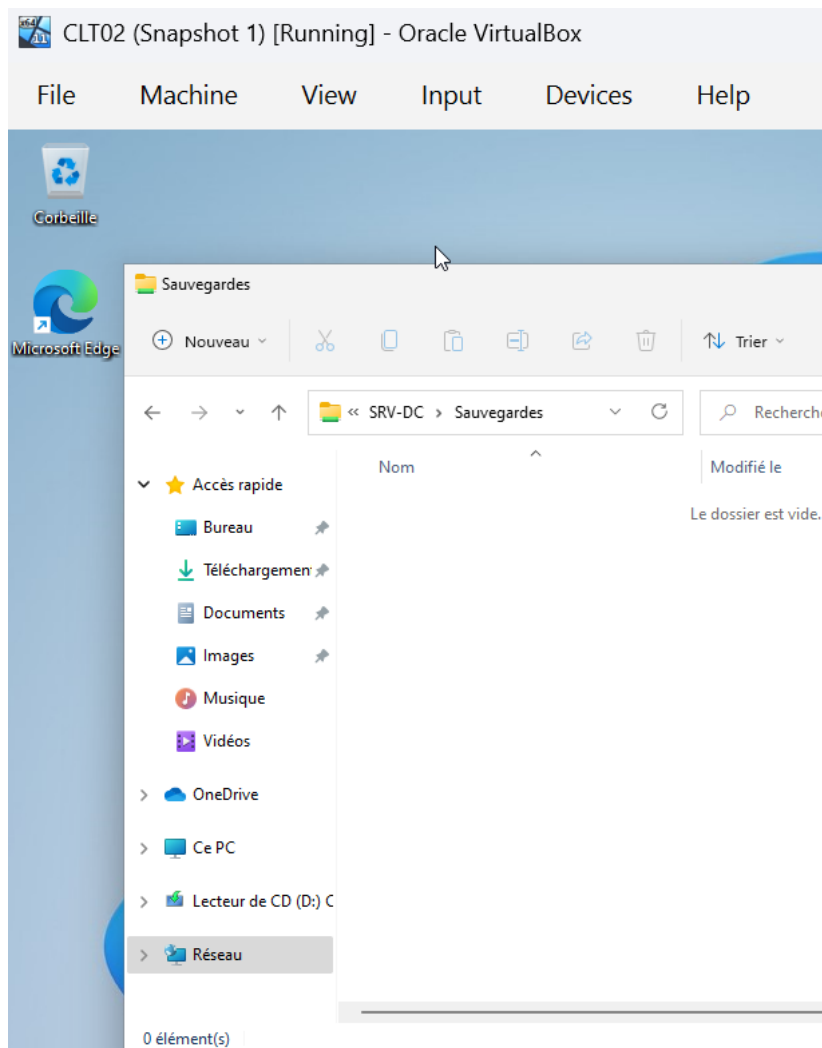 CLT02 (Snapshot 1) [Running] - Oracle VirtualBox
File Machine View Input Devices Help
Corbeille
Microsoft Edge
Sauvegardes
Nouveau Trier
« SRV-DC > Sauvegardes Recherch
Nom Modifié le
Le dossier est vide.
Accès rapide
Bureau
Téléchargemen
Documents
Images
Musique
Vidéos
OneDrive
Ce PC
Lecteur de CD (D:) C
Réseau
0 élément(s)